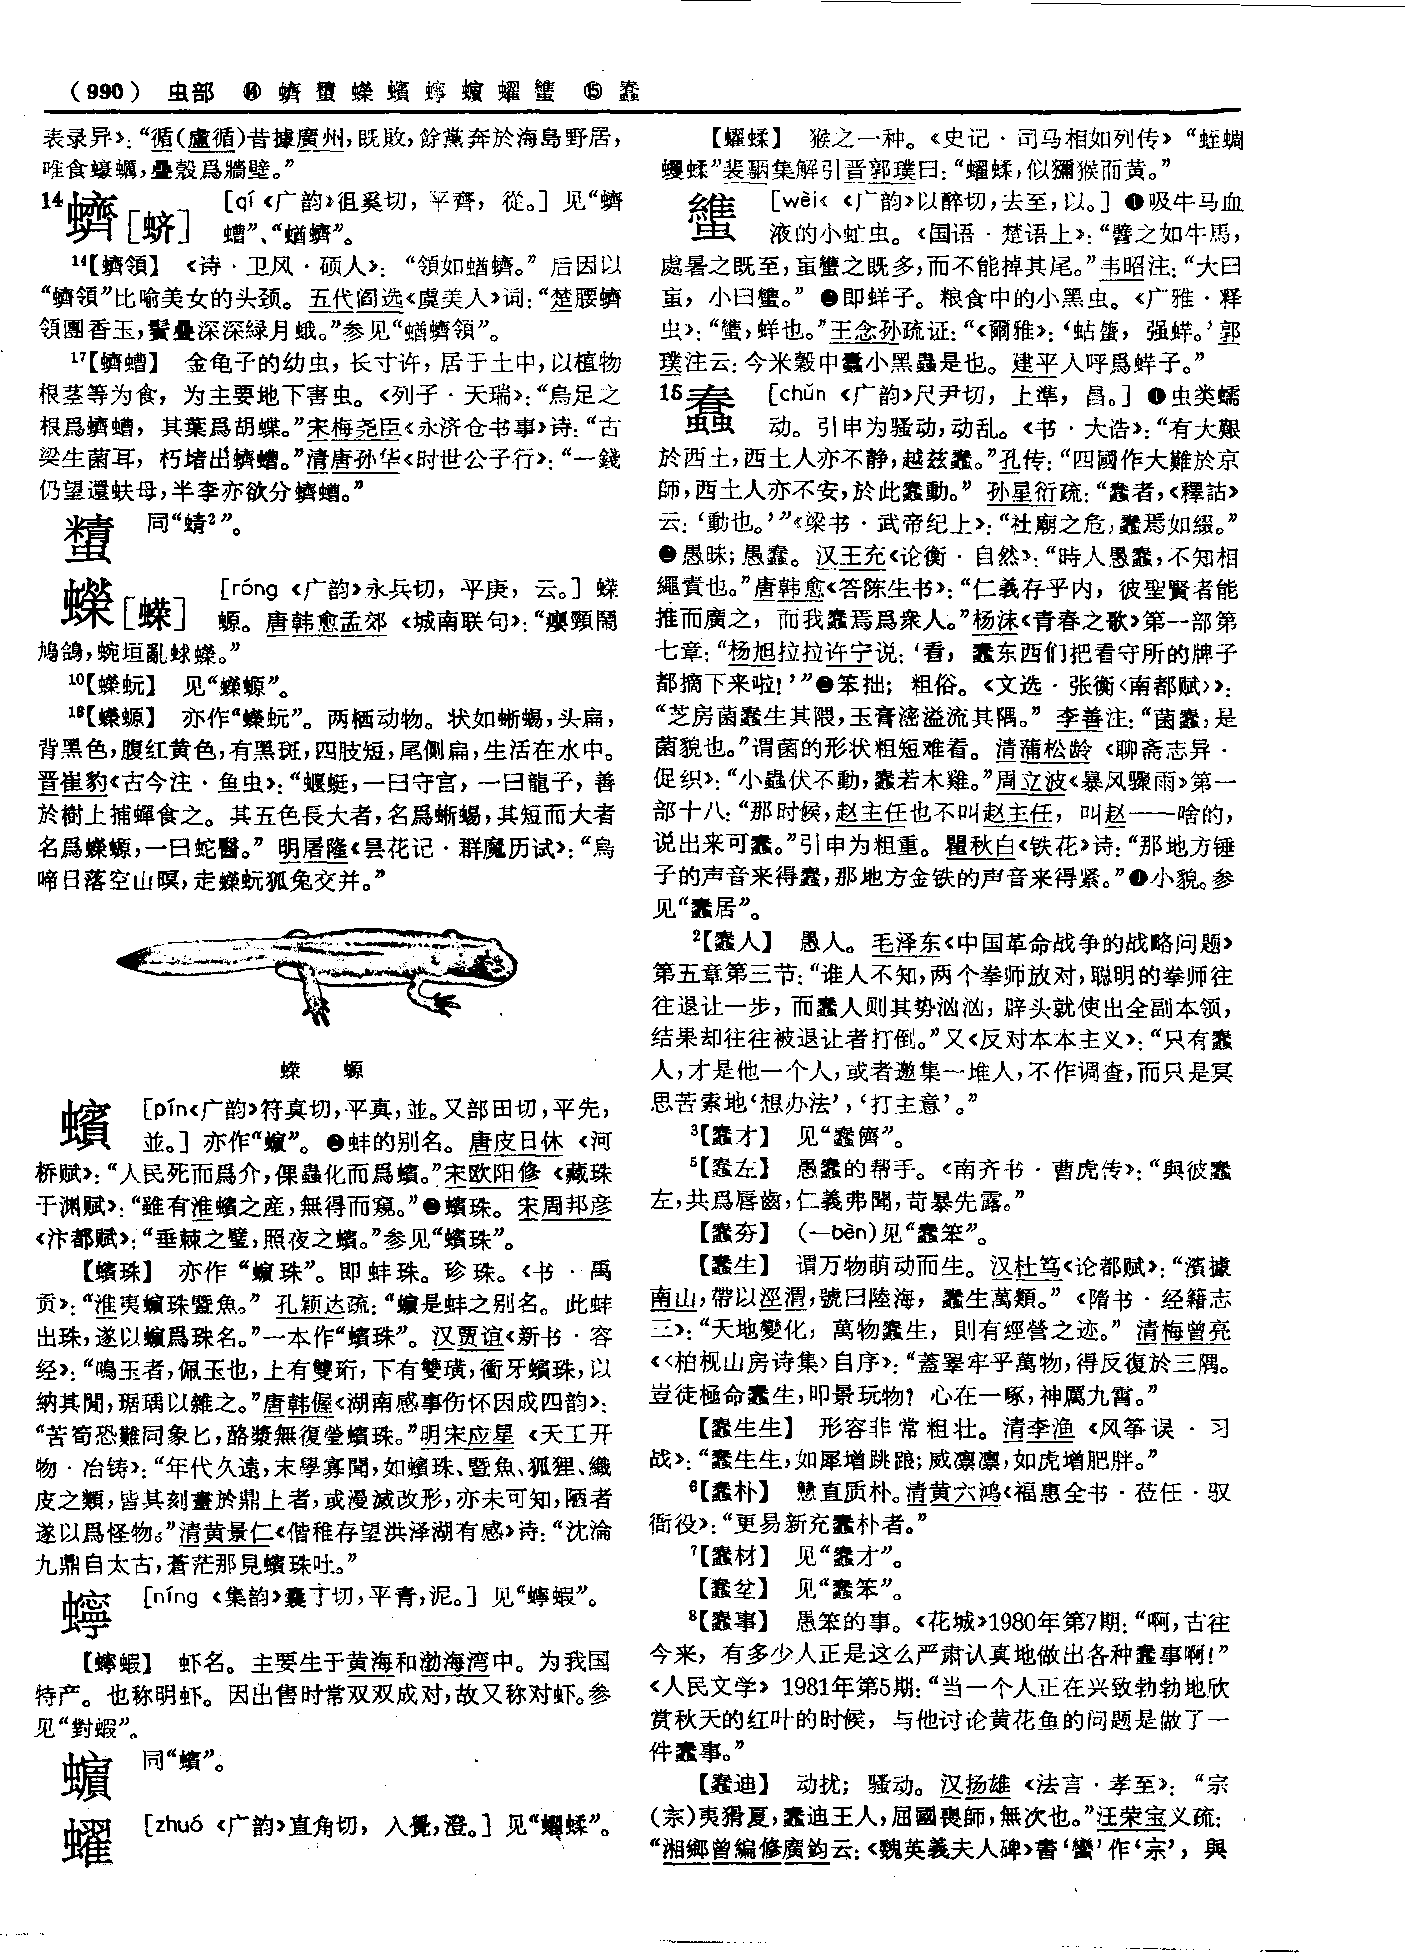 （990） 虫部 ⑭ 蠐 䘄 蠑 蠙 蠕 蠙 蠗 蜼 ⑮ 蠢
表录异》：“循（盧循）昔據廣州，既敗，餘黨奔於海島野居，
唯食蠔蠣，疊殼爲牆壁。”
14 蠐［蛴］ ［qí《广韵》徂奚切，平齊，從。］ 见“蠐
螬”、“蝤蠐”。
14【蠐領】 《诗·卫风·硕人》：“領如蝤蠐。” 后因以
“蠐領”比喻美女的头颈。 五代阎选《虞美人》词：“楚腰蠐
領團香玉，鬢疊深深緑月蛾。”参见“蝤蠐領”。
17【蠐螬】 金龟子的幼虫，长寸许，居于土中，以植物
根茎等为食，为主要地下害虫。《列子·天瑞》：“烏足之
根爲蠐螬，其葉爲胡蝶。”宋梅尧臣《永济仓书事》诗：“古
梁生菌耳，朽堵出蠐螬。”清唐孙华《时世公子行》：“一錢
仍望還蚨母，半李亦欲分蠐螬。”
同“蜻2”。
蠑［蝾］ ［róng《广韵》永兵切，平庚，云。］ 蝾
螈。 唐韩愈孟郊《城南联句》：“癭頸鬧
鳩鴿，蜿垣亂蛷蠑。”
10【蠑蚖】 见“蠑螈”。
16【蠑螈】 亦作“蠑蚖”。两栖动物。状如蜥蜴，头扁，
背黑色，腹红黄色，有黑斑，四肢短，尾侧扁，生活在水中。
晋崔豹《古今注·鱼虫》：“蝘蜓，一曰守宫，一曰龍子，善
於樹上捕蟬食之。其五色長大者，名爲蜥蜴，其短而大者
名爲蠑螈，一曰蛇醫。” 明屠隆《昙花记·群魔历试》：“烏
啼日落空山暝，走蠑蚖狐兔交并。”
蠑 螈
蠙 ［pín《广韵》符真切，平真，並。又部田切，平先，
並。］亦作“蠙”。 ❶蚌的别名。唐皮日休《河
桥赋》：“人民死而爲介，倮蟲化而爲蠙。”宋欧阳修《藏珠
于渊赋》：“雖有淮蠙之産，無得而窺。”❷蠙珠。宋周邦彦
《汴都赋》：“垂棘之璧，照夜之蠙。”参见“蠙珠”。
【蠙珠】 亦作“蠙珠”。即蚌珠。珍珠。《书·禹
贡》：“淮夷蠙珠暨魚。” 孔颖达疏：“蠙是蚌之别名。此蚌
出珠，遂以蠙爲珠名。”一本作“蠙珠”。汉贾谊《新书·容
经》：“鳴玉者，佩玉也，上有雙珩，下有雙璜，衝牙蠙珠，以
納其閒，琚瑀以雜之。”唐韩偓《湖南感事伤怀因成四韵》：
“苦筍恐難同象匕，酪漿無復瑩蠙珠。”明宋应星《天工开
物·冶铸》：“年代久遠，末學寡聞，如蠙珠、暨魚、狐狸、織
皮之類，皆其刻畫於鼎上者，或漫滅改形，亦未可知，陋者
遂以爲怪物。”清黄景仁《偕稚存望洪泽湖有感》诗：“沈淪
九鼎自太古，蒼茫那見蠙珠吐。”
［níng《集韵》囊丁切，平青，泥。］ 见“蠕蝦”。
虾名。主要生于黄海和渤海湾中。为我国
特产。也称明虾。因出售时常双双成对，故又称对虾。参
见“對蝦”。
同“蠙”。
蠗 ［zhuó《广韵》直角切，入覺，澄。］见“蠗蝚”。
【蠗蝚】 猴之一种。《史记·司马相如列传》“蛭蜩
蠗蝚”裴駰集解引晋郭璞曰：“蠗蝚，似獼猴而黄。”
［wèi《《广韵》以醉切，去至，以。］ ❶吸牛马血
液的小虻虫。《国语·楚语上》：“譬之如牛馬，
處暑之既至，䖟䗽之既多，而不能掉其尾。”韦昭注：“大曰
䖟，小曰䗽。” ❷即蛘子。粮食中的小黑虫。《广雅·释
虫》：“䗽，蛘也。”王念孙疏证：“《爾雅》：‘蛄䗐，强蛘。’郭
璞注云：今米穀中蠹小黑蟲是也。建平人呼爲蛘子。”
15 蠢 ［chǔn《广韵》尺尹切，上準，昌。］ ❶虫类蠕
动。引申为骚动，动乱。《书·大诰》：“有大艱
於西土，西土人亦不静，越兹蠢。”孔传：“四國作大難於京
師，西土人亦不安，於此蠢動。” 孙星衍疏：“蠢者，《釋詁》
云：‘動也。’”《梁书·武帝纪上》：“社廟之危，蠢焉如綴。”
❷愚昧；愚蠢。汉王充《论衡·自然》：“時人愚蠢，不知相
繩責也。”唐韩愈《答陈生书》：“仁義存乎内，彼聖賢者能
推而廣之，而我蠢焉爲衆人。”杨沫《青春之歌》第一部第
七章：“杨旭拉拉许宁说：‘看，蠢东西们把看守所的牌子
都摘下来啦！’”❸笨拙；粗俗。《文选·张衡〈南都赋〉》：
“芝房菌蠢生其隈，玉膏滵溢流其隅。” 李善注：“菌蠢，是
菌貌也。”谓菌的形状粗短难看。 清蒲松龄《聊斋志异·
促织》：“小蟲伏不動，蠢若木雞。”周立波《暴风骤雨》第一
部十八：“那时候，赵主任也不叫赵主任，叫赵——啥的，
说出来可蠢。”引申为粗重。瞿秋白《铁花》诗：“那地方锤
子的声音来得蠢，那地方金铁的声音来得紧。”❹小貌。参
见“蠢居”。
2【蠢人】 愚人。毛泽东《中国革命战争的战略问题》
第五章第三节：“谁人不知，两个拳师放对，聪明的拳师往
往退让一步，而蠢人则其势汹汹，辟头就使出全副本领，
结果却往往被退让者打倒。”又《反对本本主义》：“只有蠢
人，才是他一个人，或者邀集一堆人，不作调查，而只是冥
思苦索地‘想办法’，‘打主意’。”
3【蠢才】 见“蠢儕”。
5【蠢左】 愚蠢的帮手。《南齐书·曹虎传》：“與彼蠢
左，共爲唇齒，仁義弗聞，苛暴先露。”
【蠢夯】 （—bèn）见“蠢笨”。
【蠢生】 谓万物萌动而生。汉杜笃《论都赋》：“濱據
南山，帶以涇渭，號曰陸海，蠢生萬類。”《隋书·经籍志
三》：“天地變化，萬物蠢生，則有經營之迹。” 清梅曾亮
《〈柏枧山房诗集〉自序》：“蓋睪牢乎萬物，得反復於三隅。
豈徒極命蠢生，叩景玩物？心在一啄，神厲九霄。”
【蠢生生】 形容非常粗壮。清李渔《风筝误·习
战》：“蠢生生，如犀增跳踉；威凛凛，如虎增肥胖。”
6【蠢朴】 戆直质朴。清黄六鸿《福惠全书·莅任·驭
衙役》：“更易新充蠢朴者。”
7【蠢材】 见“蠢才”。
【蠢坌】 见“蠢笨”。
8【蠢事】 愚笨的事。《花城》1980年第7期：“啊，古往
今来，有多少人正是这么严肃认真地做出各种蠢事啊！”
《人民文学》1981年第5期：“当一个人正在兴致勃勃地欣
赏秋天的红叶的时候，与他讨论黄花鱼的问题是做了一
件蠢事。”
【蠢迪】 动扰；骚动。汉扬雄《法言·孝至》：“宗
（宗）夷猾夏，蠢迪王人，屈國喪師，無次也。”汪荣宝义疏：
“湘鄉曾編修廣鈞云：《魏英義夫人碑》書‘蠻’作‘宗’，與